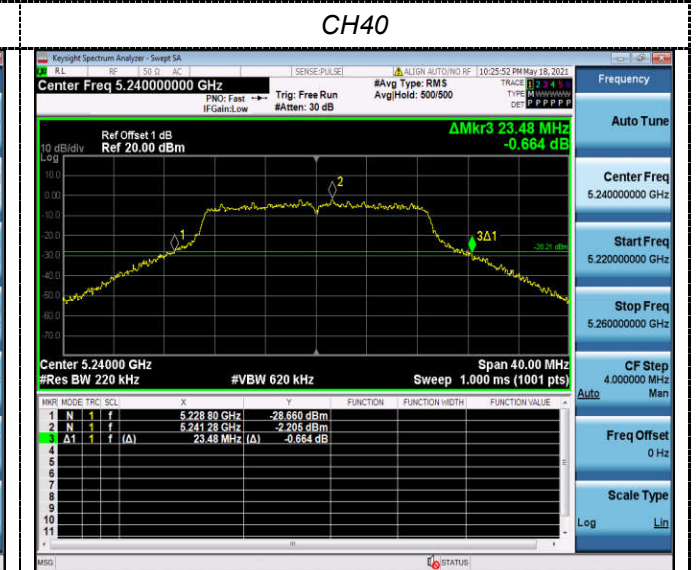 CH40
Keysight Spectrum Analyzer - Swept SA
RL RF 50 Ω AC SENSE:PULSE ALIGN AUTO/NO RF 10:25:52 PM May 18, 2021
Center Freq 5.240000000 GHz
PNO: Fast
IFGain:Low
Trig: Free Run
#Atten: 30 dB
#Avg Type: RMS
Avg|Hold: 500/500
TRACE 1 2 3 4 5 6
TYPE M WWWWW
DET P P P P P P
ΔMkr3 23.48 MHz
-0.664 dB
Ref Offset 1 dB
10 dB/div Ref 20.00 dBm
Log
10.0
0.00
-10.0
-20.0
-30.0
-40.0
-50.0
-60.0
-70.0
1
2
3Δ1
-28.21 dBm
Center 5.24000 GHz Span 40.00 MHz
#Res BW 220 kHz #VBW 620 kHz Sweep 1.000 ms (1001 pts)
MKR MODE TRC SCL X Y FUNCTION FUNCTION WIDTH FUNCTION VALUE
1 N 1 f 5.228 80 GHz -28.660 dBm
2 N 1 f 5.241 28 GHz -2.205 dBm
3 Δ1 1 f (Δ) 23.48 MHz (Δ) -0.664 dB
4
5
6
7
8
9
10
11
MSG STATUS
Frequency
Auto Tune
Center Freq
5.240000000 GHz
Start Freq
5.220000000 GHz
Stop Freq
5.260000000 GHz
CF Step
4.000000 MHz
Auto Man
Freq Offset
0 Hz
Scale Type
Log Lin